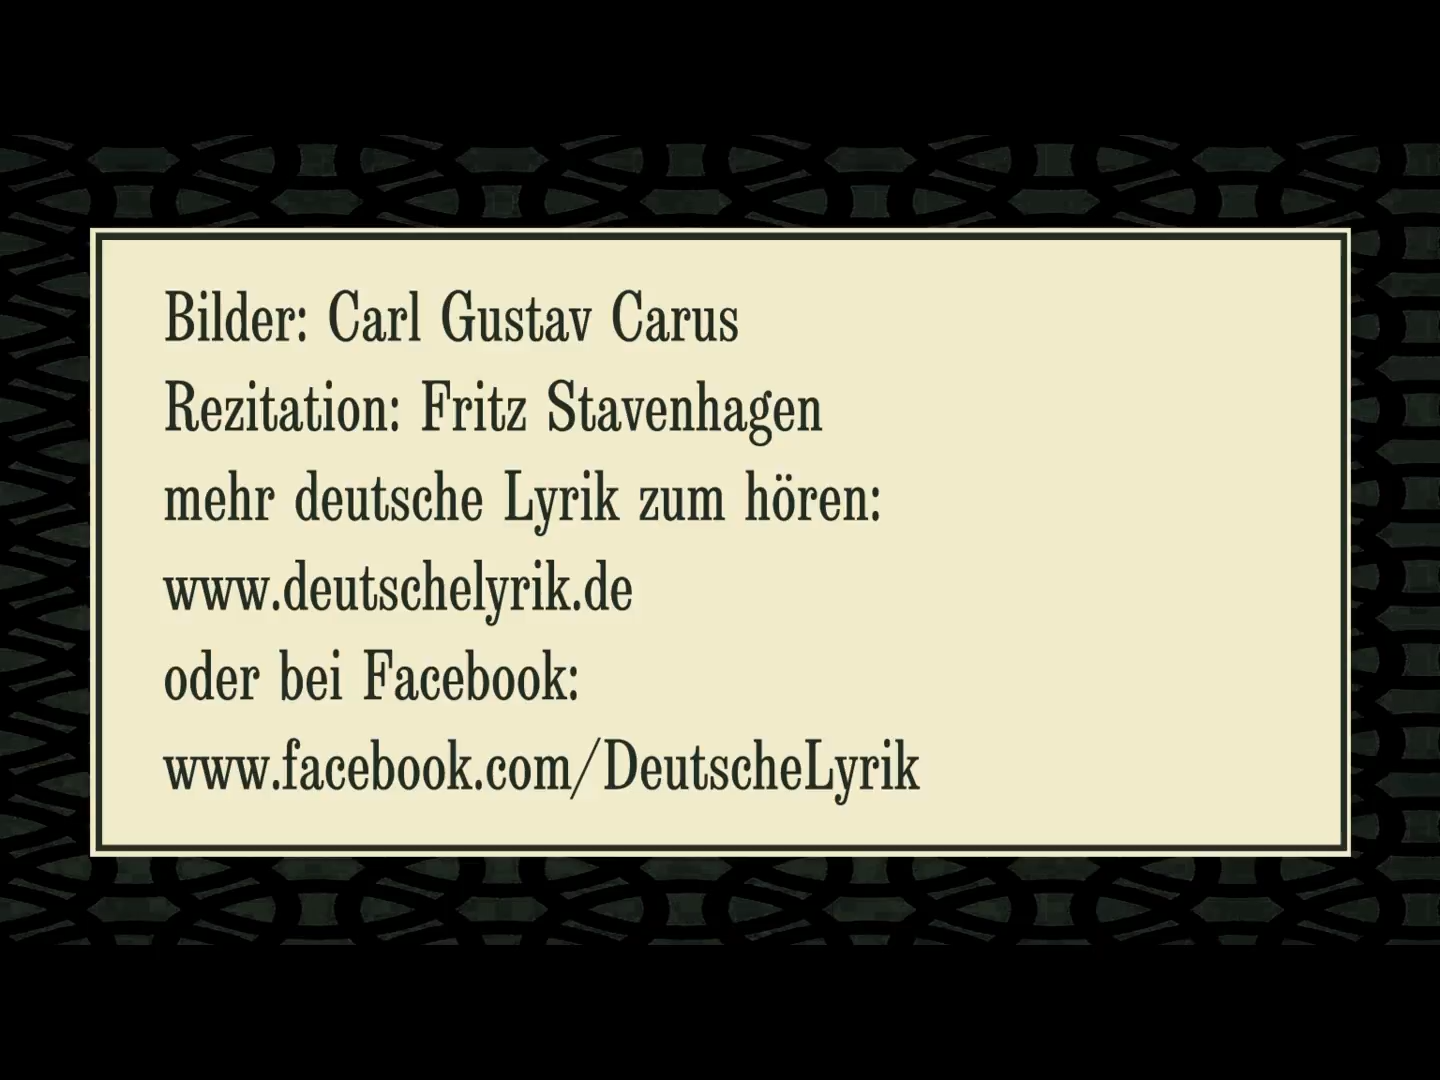 Bilder: Carl Gustav Carus
Rezitation: Fritz Stavenhagen
mehr deutsche Lyrik zum hören:
www.deutschelyrik.de
oder bei Facebook:
www.facebook.com/DeutscheLyrik